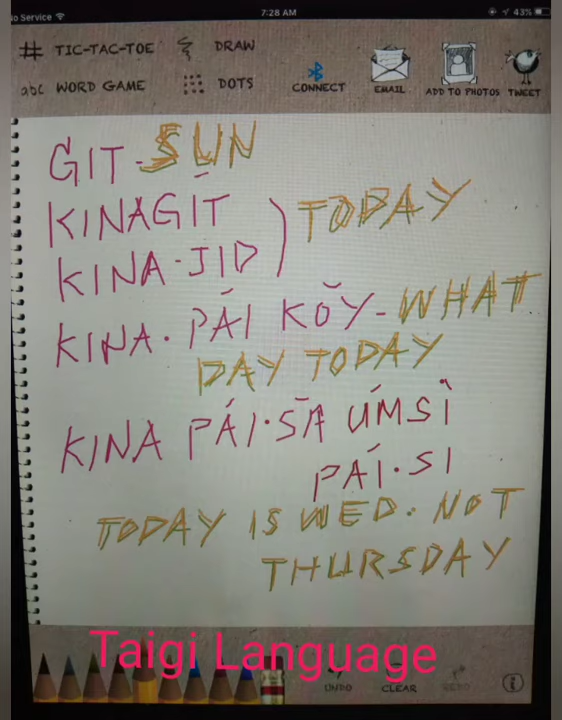 No Service 7:28 AM 43%
TIC-TAC-TOE DRAW
abc WORD GAME DOTS
CONNECT EMAIL ADD TO PHOTOS TWEET
GIT-SUN
KINAGİT
KINA·JID ) TODAY
KINA·PÁI KŎY-WHAT
DAY TODAY
KINA PÁI·SĀ ÚMSÌ
PÁI·SI
TODAY IS WED. NOT
THURSDAY
Taigi Language
UNDO CLEAR REDO